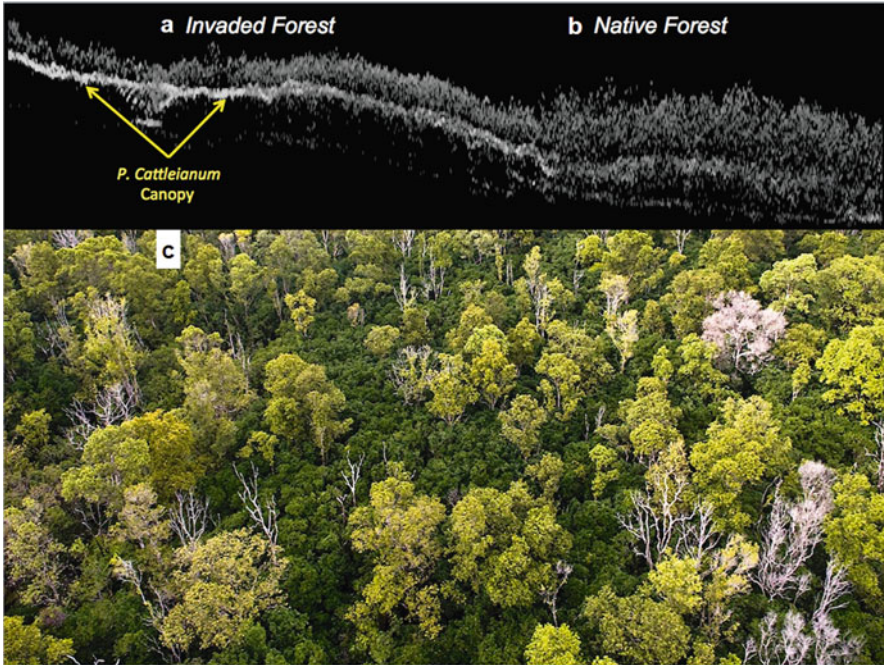 a Invaded Forest
b Native Forest
P. Cattleianum
Canopy
c